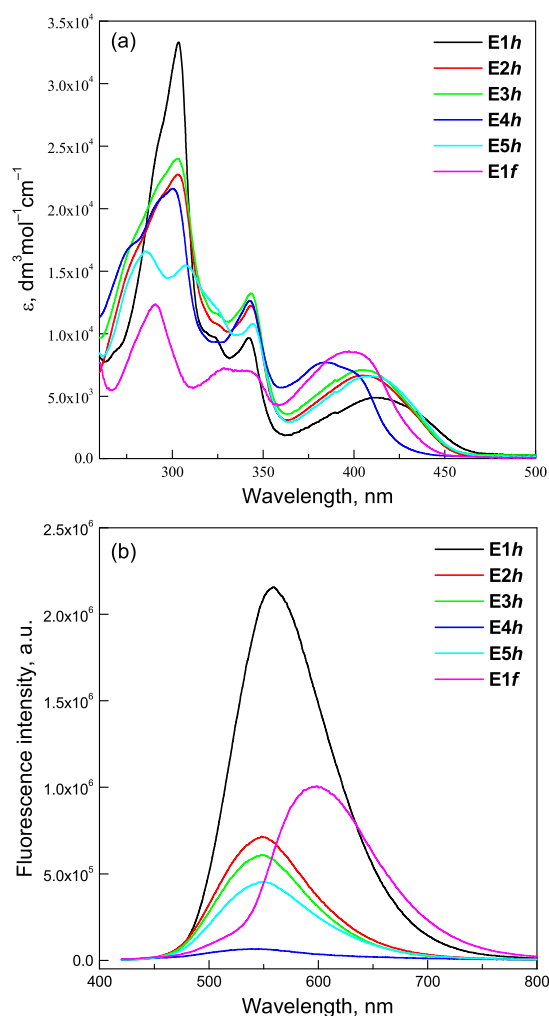 (a)
E1h
E2h
E3h
E4h
E5h
E1f
3.5x10⁴
3.0x10⁴
2.5x10⁴
2.0x10⁴
1.5x10⁴
1.0x10⁴
5.0x10³
0.0
ε, dm³mol⁻¹cm⁻¹
300 350 400 450 500
Wavelength, nm
(b)
E1h
E2h
E3h
E4h
E5h
E1f
2.5x10⁶
2.0x10⁶
1.5x10⁶
1.0x10⁶
5.0x10⁵
0.0
Fluorescence intensity, a.u.
400 500 600 700 800
Wavelength, nm